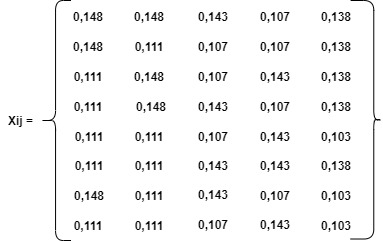 0,148 0,148 0,143 0,107 0,138
0,148 0,111 0,107 0,107 0,138
0,111 0,148 0,107 0,143 0,138
0,111 0,148 0,143 0,107 0,138
Xij =
0,111 0,111 0,107 0,143 0,103
0,111 0,111 0,143 0,143 0,138
0,148 0,111 0,143 0,107 0,103
0,111 0,111 0,107 0,143 0,103